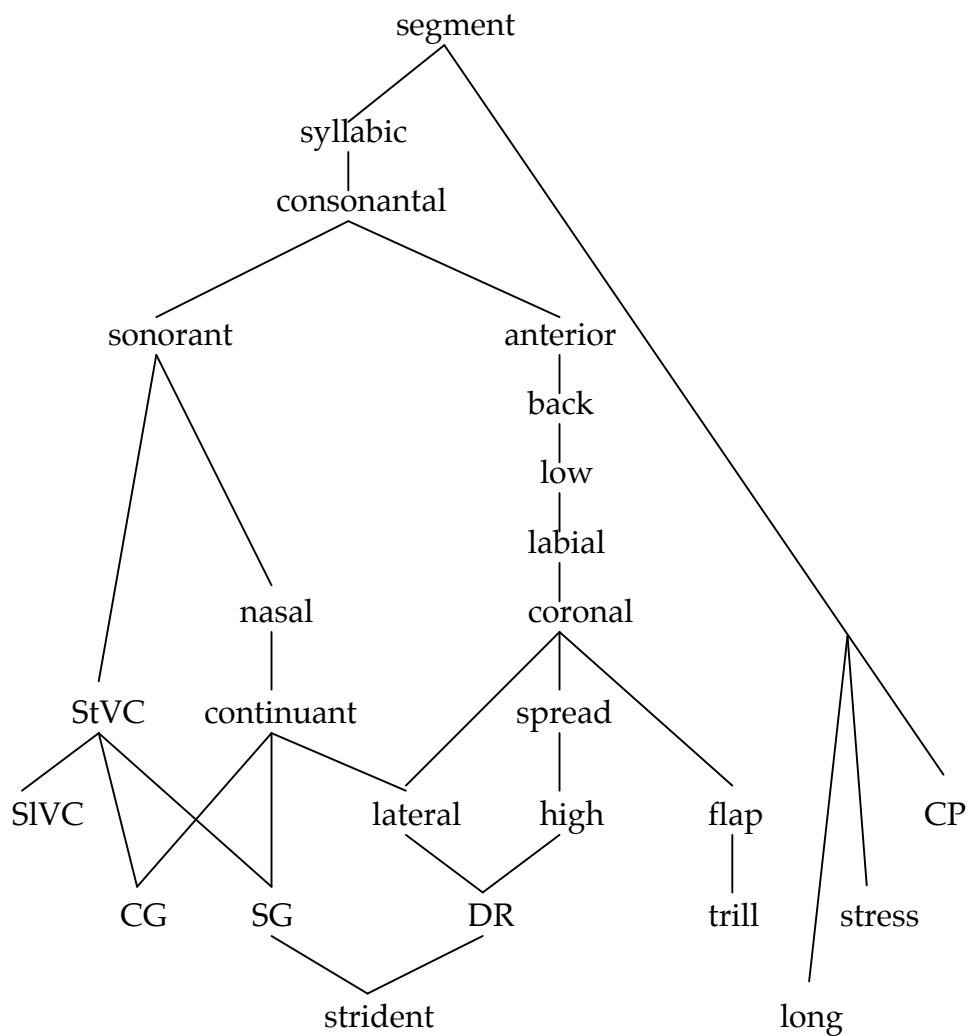 segment
syllabic
consonantal
sonorant anterior
back
low
labial
nasal coronal
StVC continuant spread
SlVC lateral high flap CP
CG SG DR trill stress
strident long